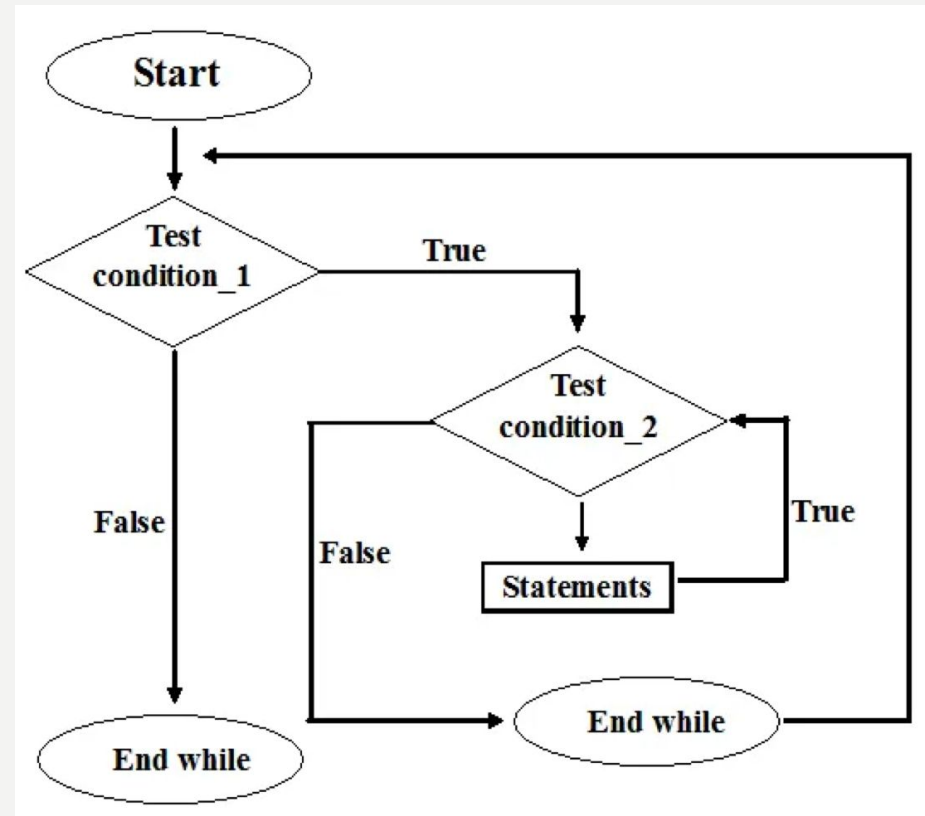 Start
Test
condition_1
True
Test
condition_2
False
False
True
Statements
End while
End while